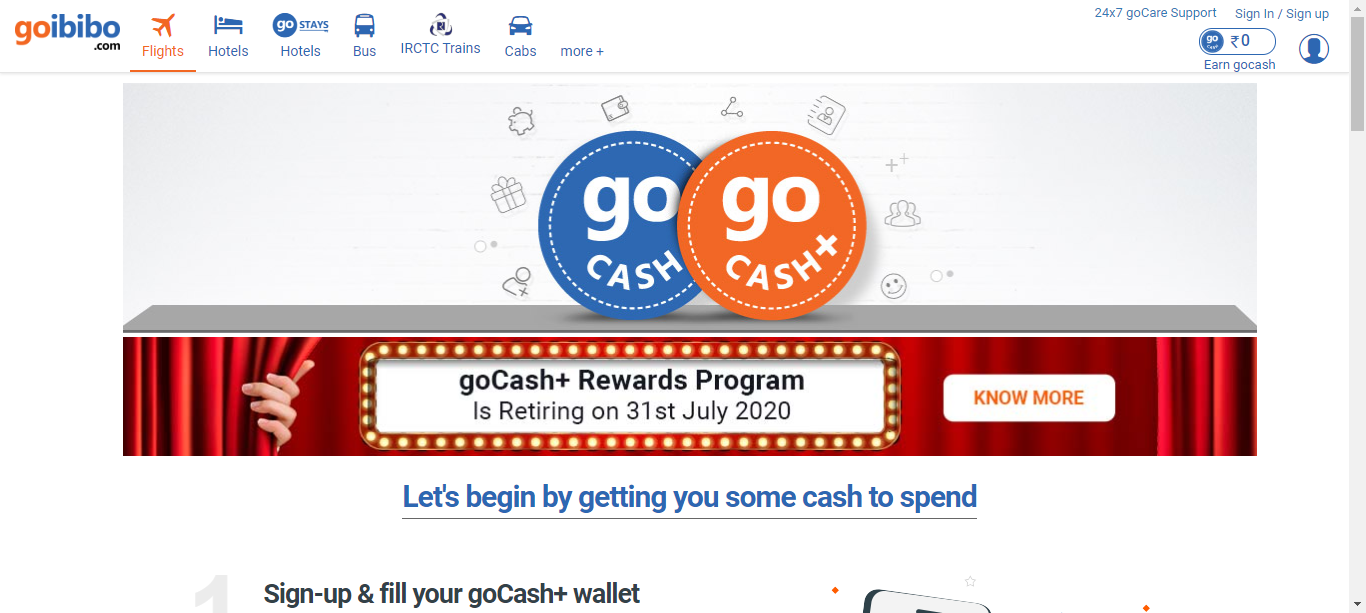 goibibo
.com
Flights
Hotels
go STAYS
Hotels
Bus
IRCTC Trains
Cabs
more +
24x7 goCare Support
Sign In / Sign up
go
CASH
₹0
Earn gocash
go
CASH
go
CASH+
goCash+ Rewards Program
Is Retiring on 31st July 2020
KNOW MORE
Let's begin by getting you some cash to spend
1
Sign-up & fill your goCash+ wallet